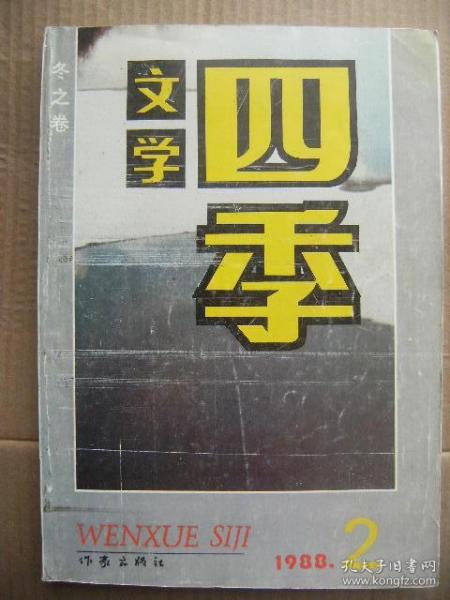 冬之卷
文学
四季
WENXUE SIJI
作家出版社
1988.2
孔夫子旧书网
kongfz.com